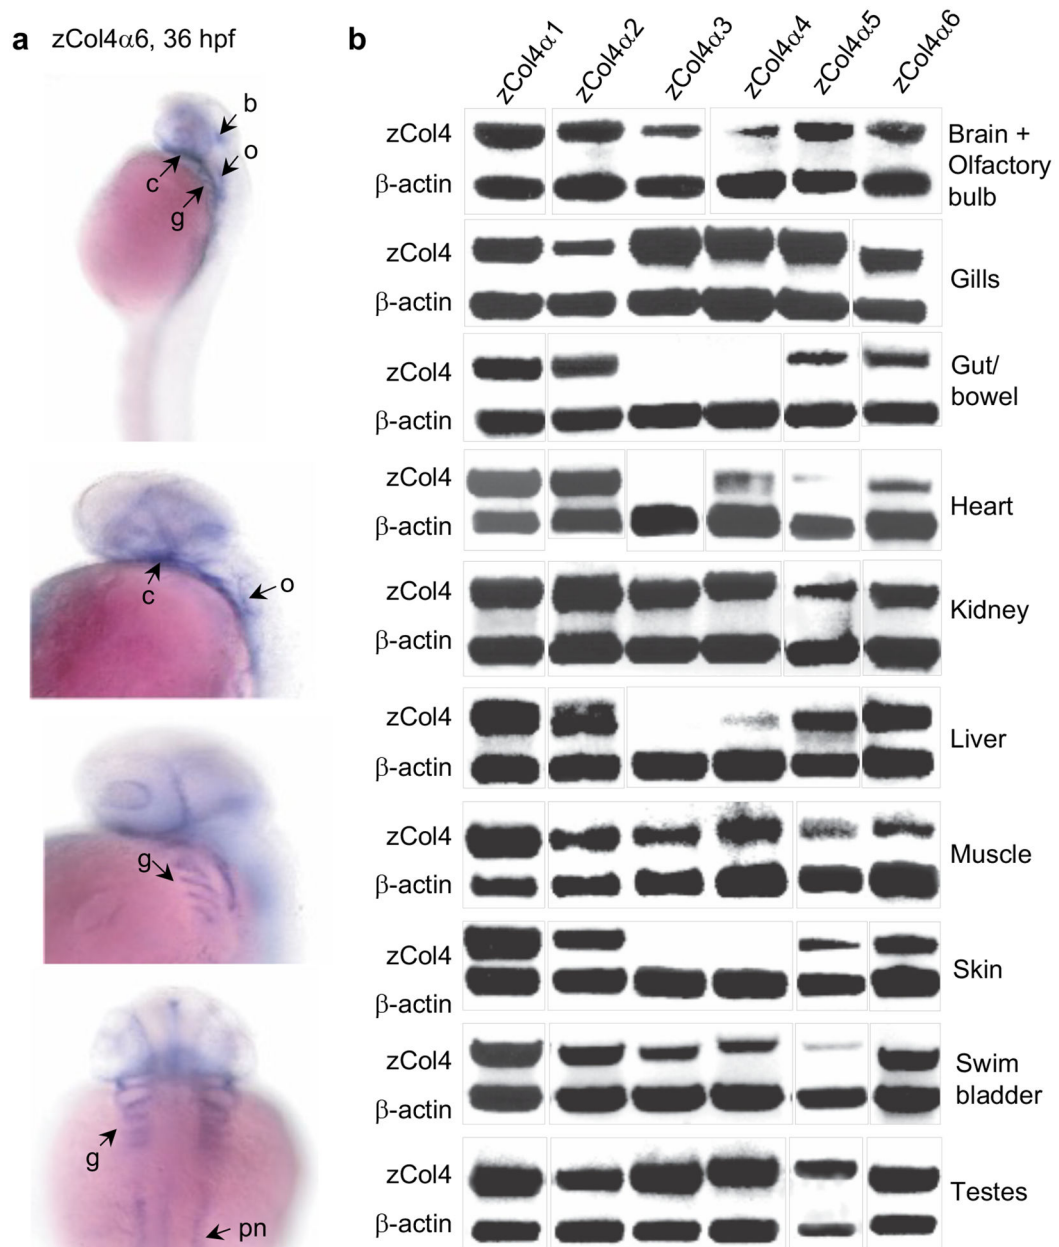 a zCol4α6, 36 hpf
b
o
c
g
c
o
g
g
pn
b
zCol4α1
zCol4α2
zCol4α3
zCol4α4
zCol4α5
zCol4α6
zCol4
β-actin
Brain +
Olfactory
bulb
zCol4
β-actin
Gills
zCol4
β-actin
Gut/
bowel
zCol4
β-actin
Heart
zCol4
β-actin
Kidney
zCol4
β-actin
Liver
zCol4
β-actin
Muscle
zCol4
β-actin
Skin
zCol4
β-actin
Swim
bladder
zCol4
β-actin
Testes